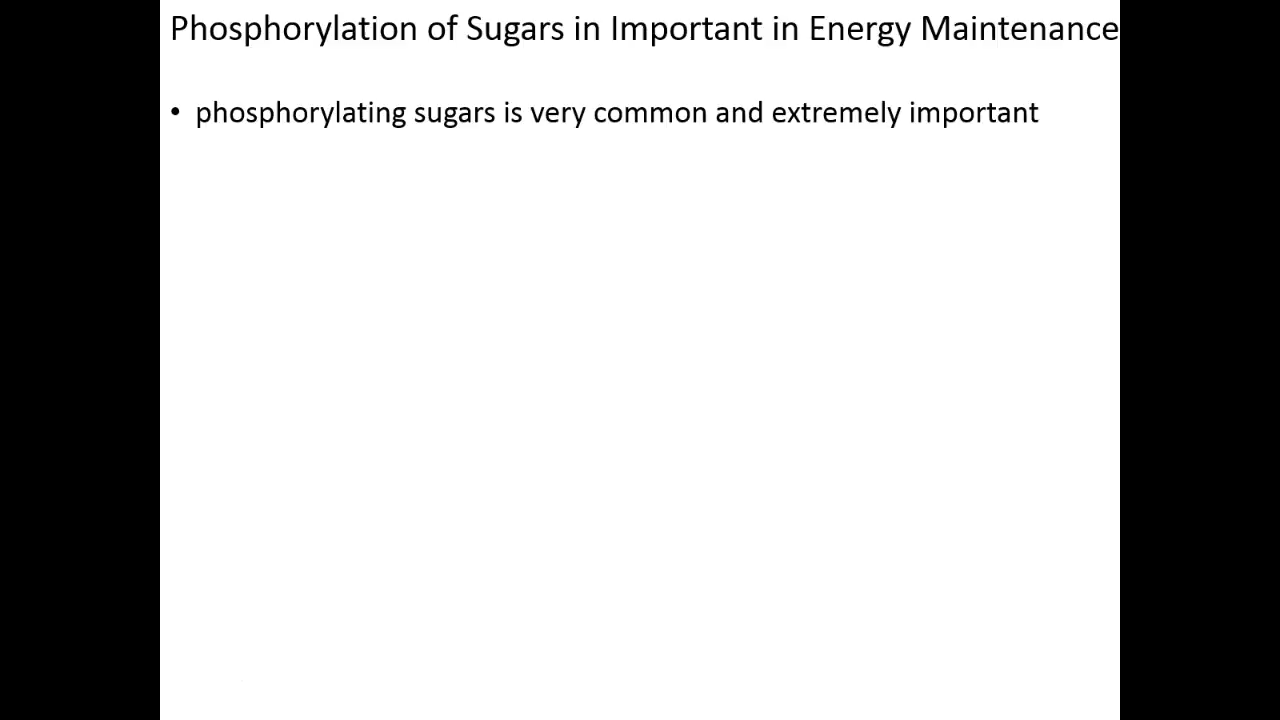 Phosphorylation of Sugars in Important in Energy Maintenance
• phosphorylating sugars is very common and extremely important